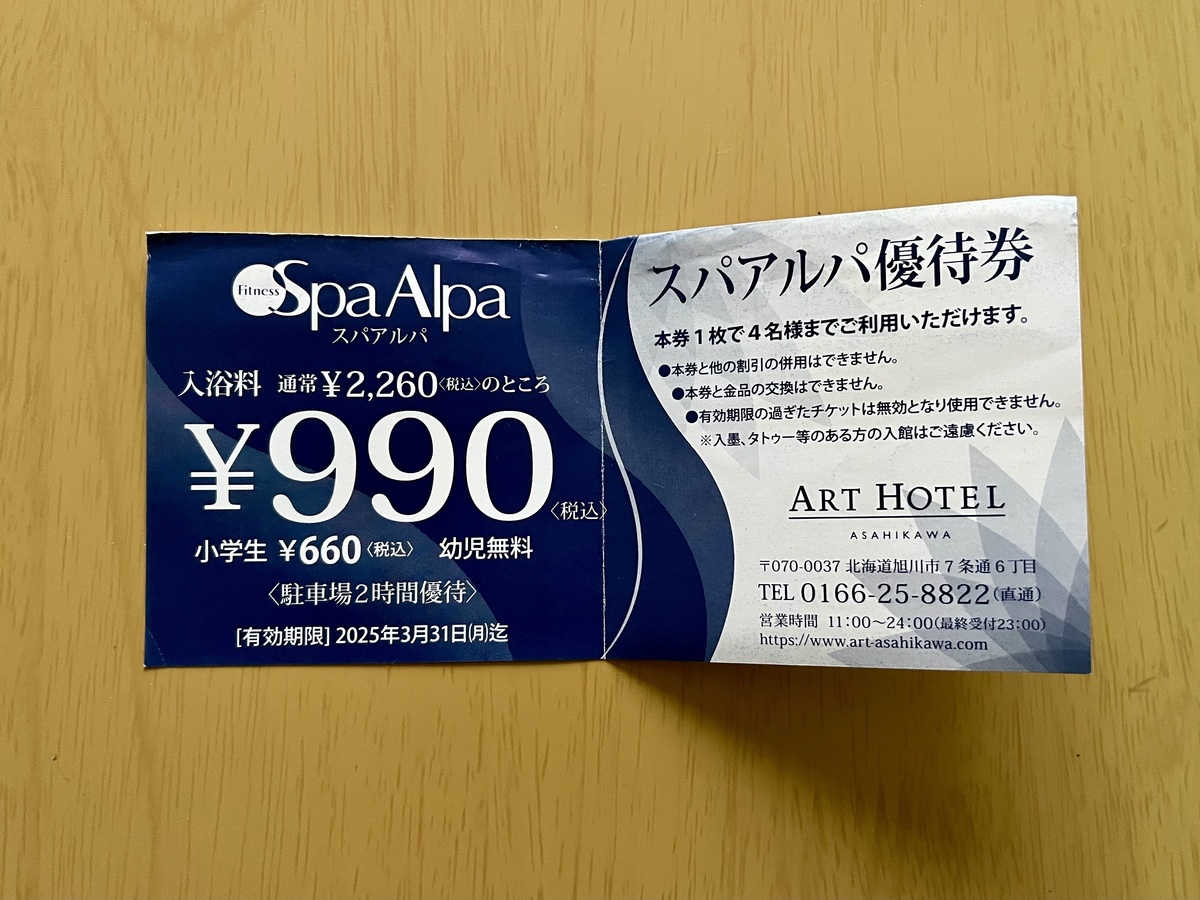 Fitness Spa Alpa
スパアルパ
入浴料 通常¥2,260〈税込〉のところ
¥990〈税込〉
小学生 ¥660〈税込〉 幼児無料
〈駐車場2時間優待〉
[有効期限] 2025年3月31日(月)迄
スパアルパ優待券
本券1枚で4名様までご利用いただけます。
●本券と他の割引の併用はできません。
●本券と金品の交換はできません。
●有効期限の過ぎたチケットは無効となり使用できません。
※入墨、タトゥー等のある方の入館はご遠慮ください。
ART HOTEL
ASAHIKAWA
〒070-0037 北海道旭川市7条通6丁目
TEL 0166-25-8822(直通)
営業時間 11:00〜24:00(最終受付23:00)
https://www.art-asahikawa.com